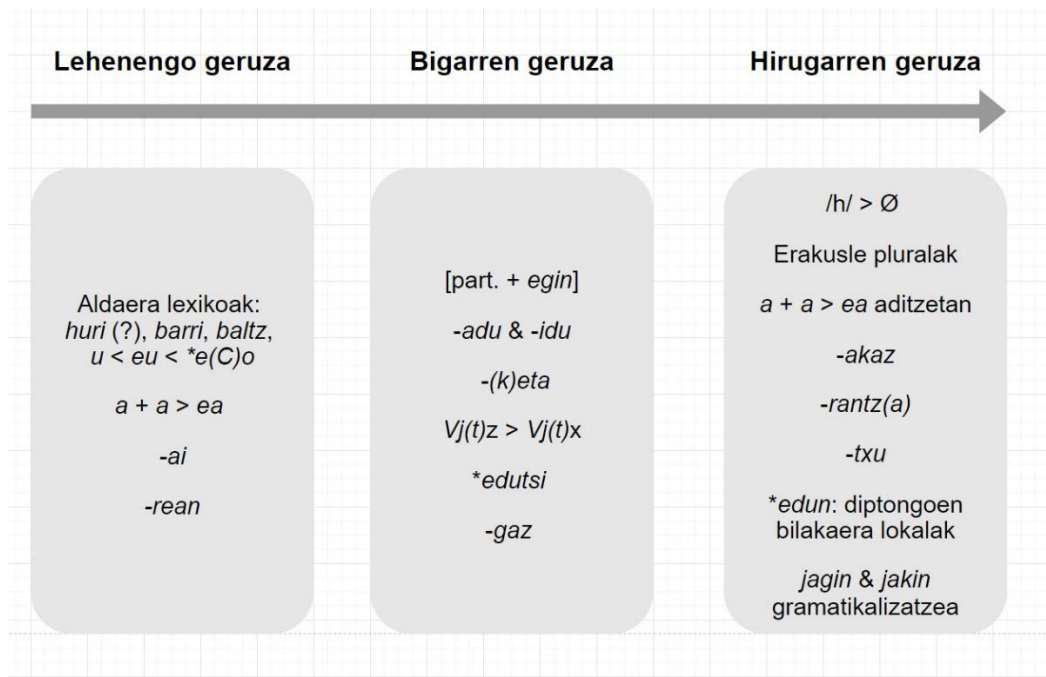 Lehenengo geruza
Bigarren geruza
Hirugarren geruza
Aldaera lexikoak:
huri (?), barri, baltz,
u < eu < *e(C)o
a + a > ea
-ai
-rean
[part. + egin]
-adu & -idu
-(k)eta
Vj(t)z > Vj(t)x
*edutsi
-gaz
/h/ > Ø
Erakusle pluralak
a + a > ea aditzetan
-akaz
-rantz(a)
-txu
*edun: diptongoen
bilakaera lokalak
jagin & jakin
gramatikalizatzea